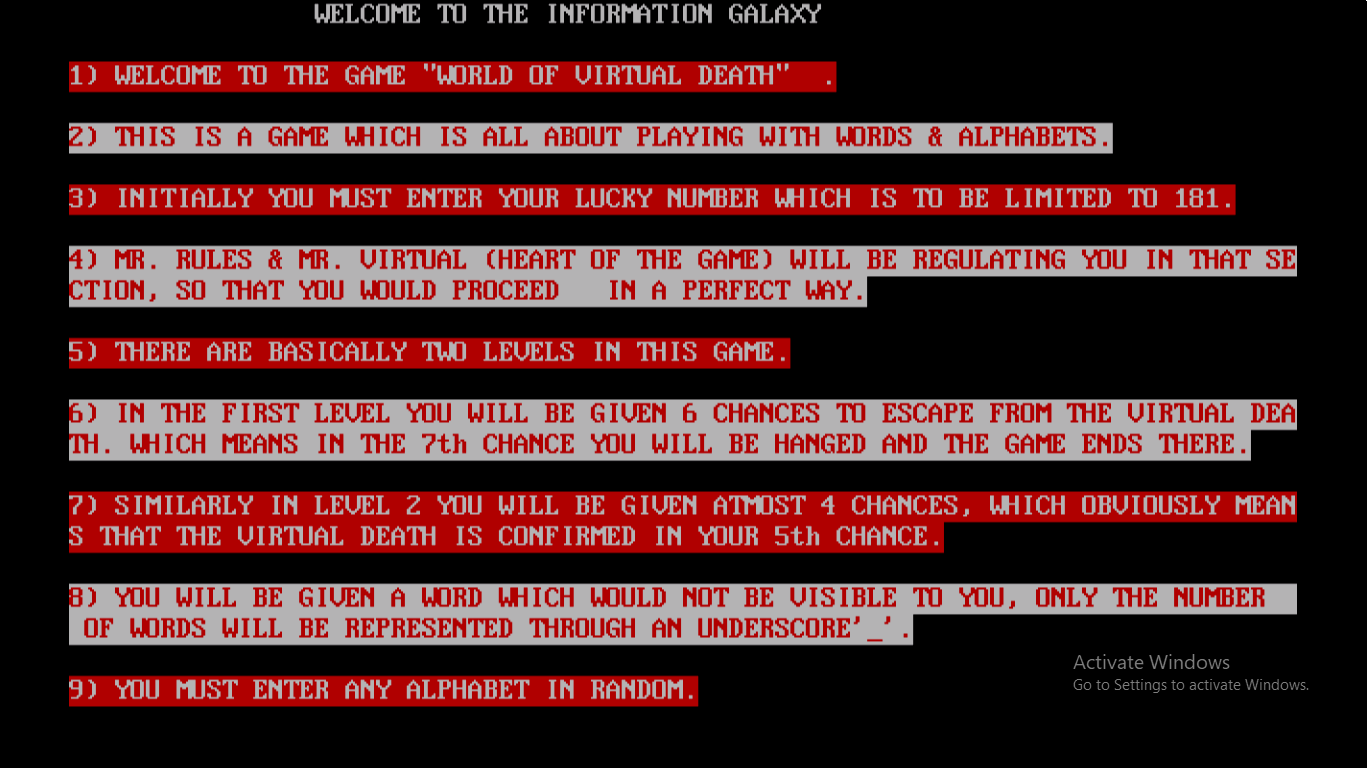 WELCOME TO THE INFORMATION GALAXY
1) WELCOME TO THE GAME "WORLD OF VIRTUAL DEATH"  .
2) THIS IS A GAME WHICH IS ALL ABOUT PLAYING WITH WORDS & ALPHABETS.
3) INITIALLY YOU MUST ENTER YOUR LUCKY NUMBER WHICH IS TO BE LIMITED TO 181.
4) MR. RULES & MR. VIRTUAL (HEART OF THE GAME) WILL BE REGULATING YOU IN THAT SE
CTION, SO THAT YOU WOULD PROCEED   IN A PERFECT WAY.
5) THERE ARE BASICALLY TWO LEVELS IN THIS GAME.
6) IN THE FIRST LEVEL YOU WILL BE GIVEN 6 CHANCES TO ESCAPE FROM THE VIRTUAL DEA
TH. WHICH MEANS IN THE 7th CHANCE YOU WILL BE HANGED AND THE GAME ENDS THERE.
7) SIMILARLY IN LEVEL 2 YOU WILL BE GIVEN ATMOST 4 CHANCES, WHICH OBVIOUSLY MEAN
S THAT THE VIRTUAL DEATH IS CONFIRMED IN YOUR 5th CHANCE.
8) YOU WILL BE GIVEN A WORD WHICH WOULD NOT BE VISIBLE TO YOU, ONLY THE NUMBER
OF WORDS WILL BE REPRESENTED THROUGH AN UNDERSCORE'_'.
Activate Windows
Go to Settings to activate Windows.
9) YOU MUST ENTER ANY ALPHABET IN RANDOM.